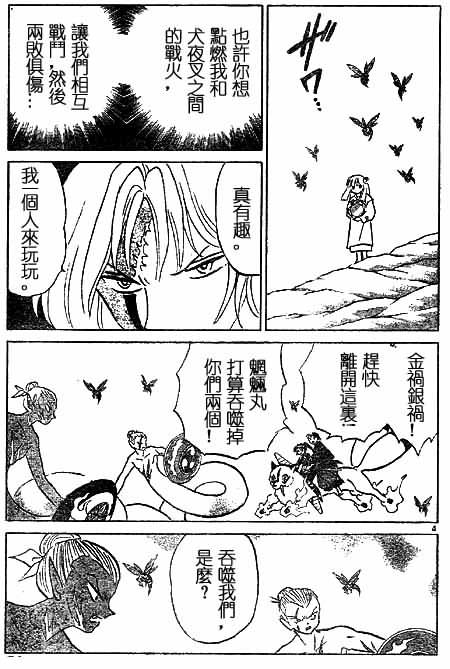 ザワ
也許你想
點燃我和
犬夜叉之間
的戰火，
讓我們相互
戰鬥，然後
兩敗俱傷…
真有趣。
我一個人來玩玩。
金禍銀禍！
趕快
離開這裏！
魍魎丸
打算吞噬掉
你們兩個！
4
吞噬我們，
是麼？